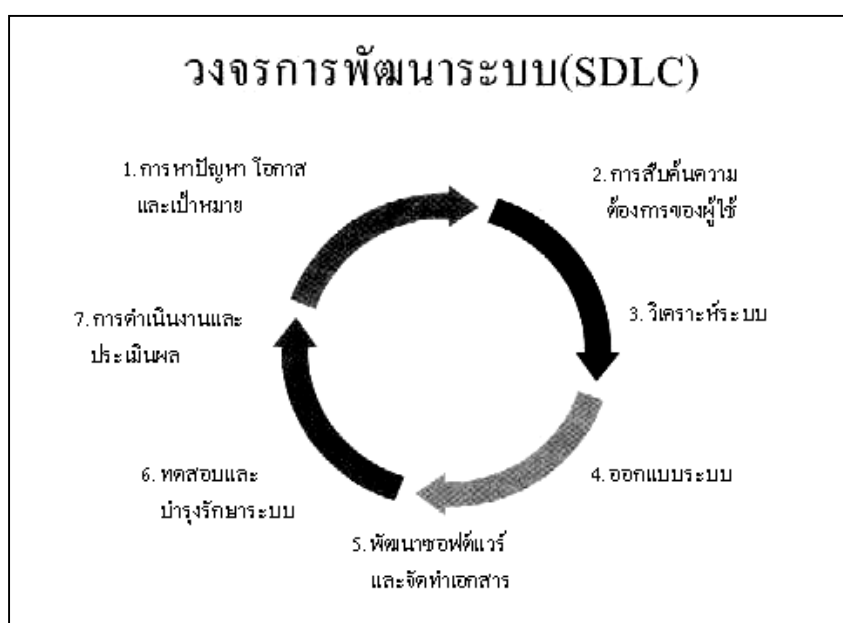 วงจรการพัฒนาระบบ(SDLC)
1. การหาปัญหา โอกาส
และเป้าหมาย
2. การสืบค้นความ
ต้องการของผู้ใช้
3. วิเคราะห์ระบบ
4. ออกแบบระบบ
5. พัฒนาซอฟต์แวร์
และจัดทำเอกสาร
6. ทดสอบและ
บำรุงรักษาระบบ
7. การดำเนินงานและ
ประเมินผล